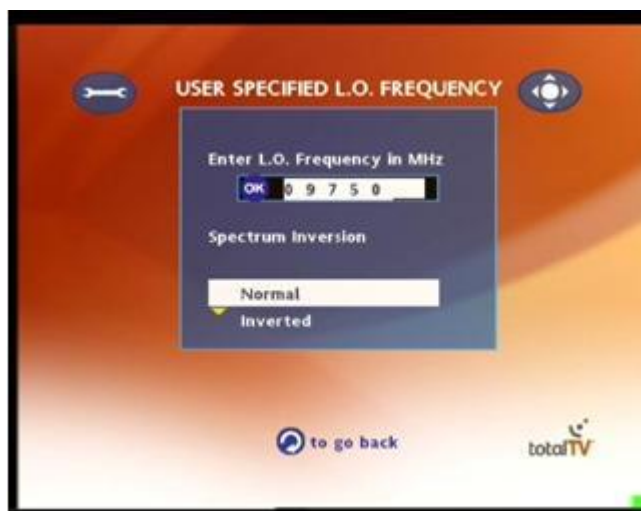 USER SPECIFIED L.O. FREQUENCY
Enter L.O. Frequency in MHz
OK 0 9 7 5 0 _
Spectrum Inversion
Normal
Inverted
to go back
totalTV